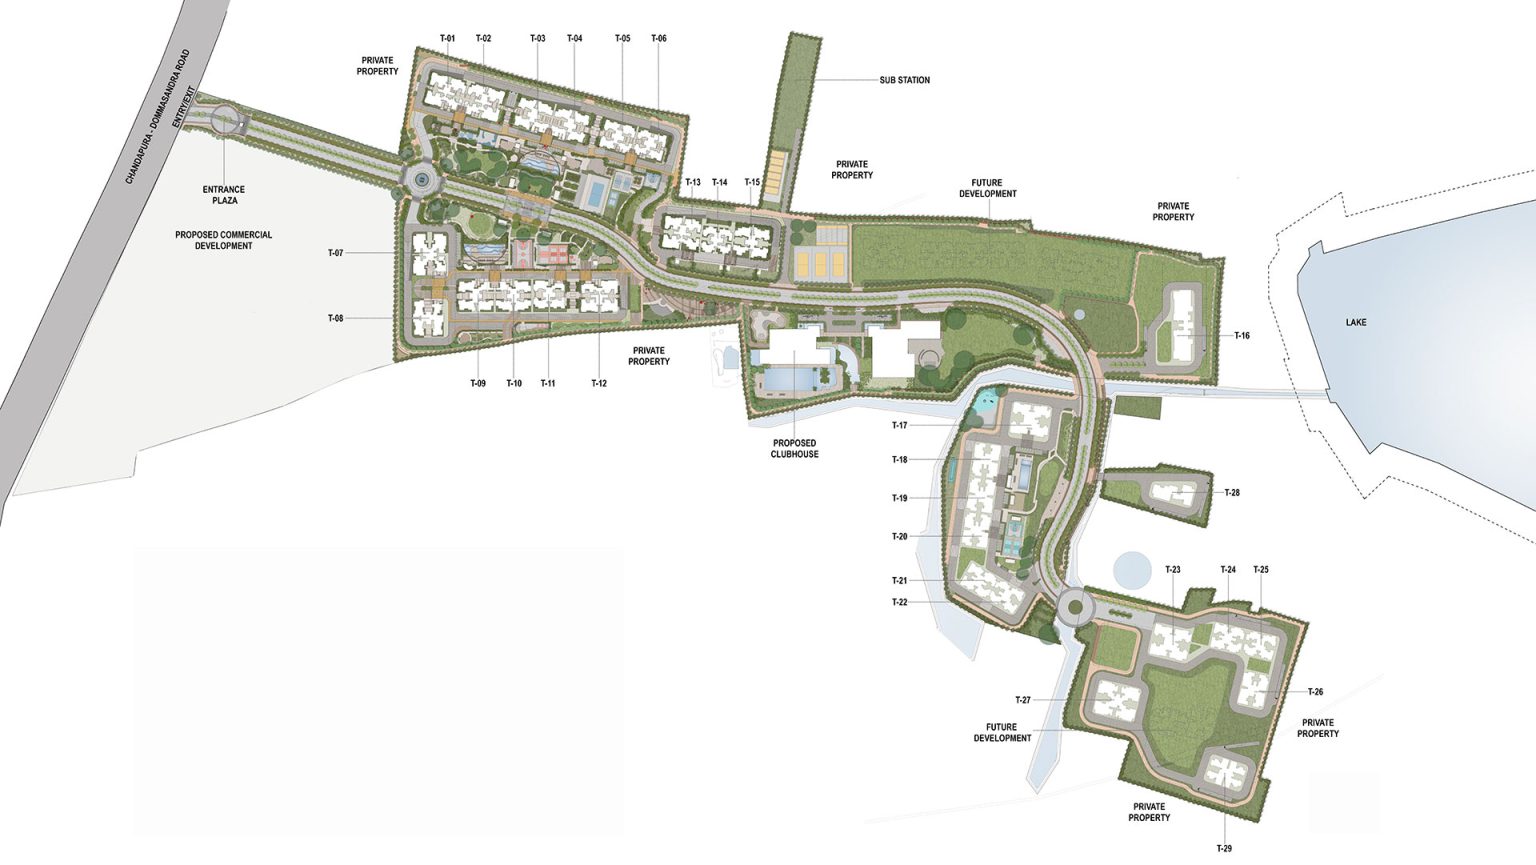 T-01
T-02
T-03
T-04
T-05
T-06
PRIVATE
PROPERTY
SUB STATION
CHANDAPURA - DOMMASANDRA ROAD
ENTRY/EXIT
ENTRANCE
PLAZA
PROPOSED COMMERCIAL
DEVELOPMENT
T-13
T-14
T-15
PRIVATE
PROPERTY
FUTURE
DEVELOPMENT
PRIVATE
PROPERTY
T-07
T-08
T-09
T-10
T-11
T-12
PRIVATE
PROPERTY
T-16
LAKE
PROPOSED
CLUBHOUSE
T-17
T-18
T-19
T-20
T-21
T-22
T-28
T-23
T-24
T-25
T-26
T-27
FUTURE
DEVELOPMENT
PRIVATE
PROPERTY
PRIVATE
PROPERTY
T-29